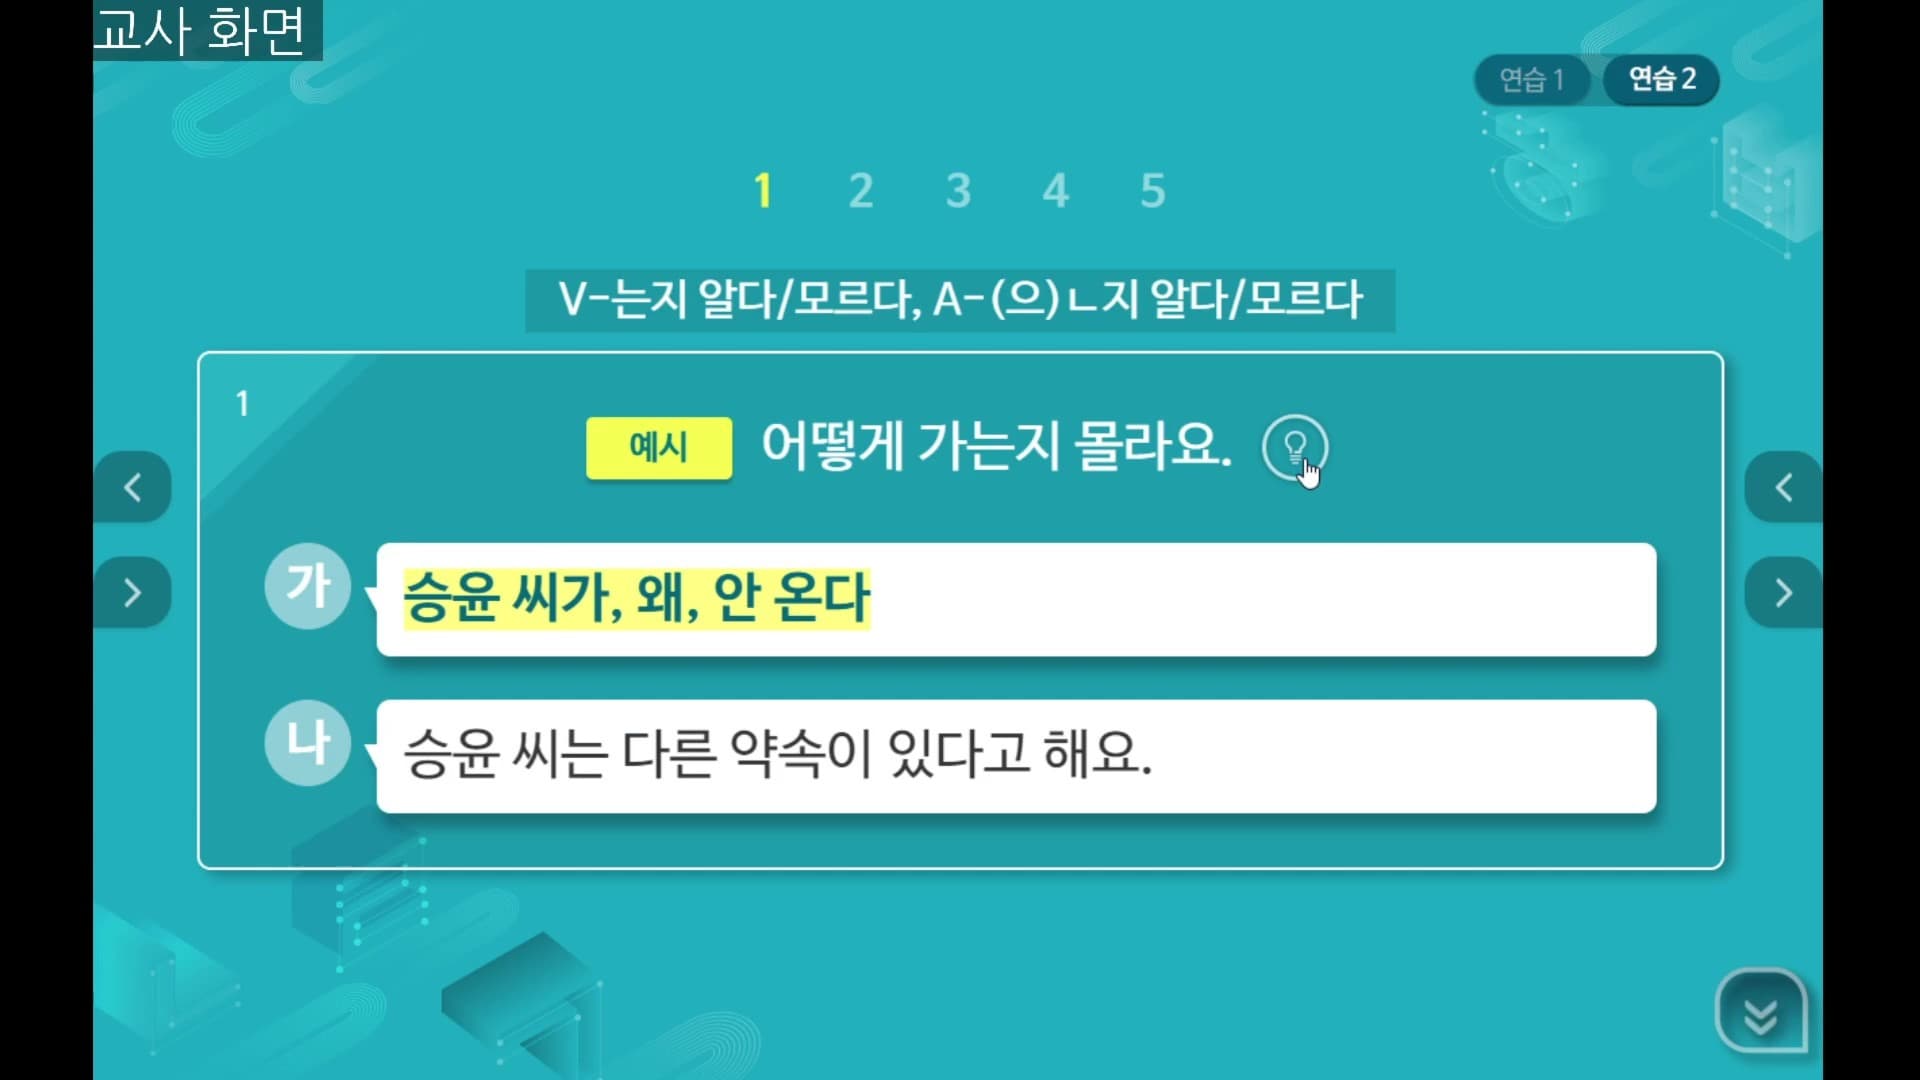 교사 화면
연습 1 연습 2
1 2 3 4 5
V-는지 알다/모르다, A-(으)ㄴ지 알다/모르다
1
예시 어떻게 가는지 몰라요.
가 승윤 씨가, 왜, 안 온다
나 승윤 씨는 다른 약속이 있다고 해요.